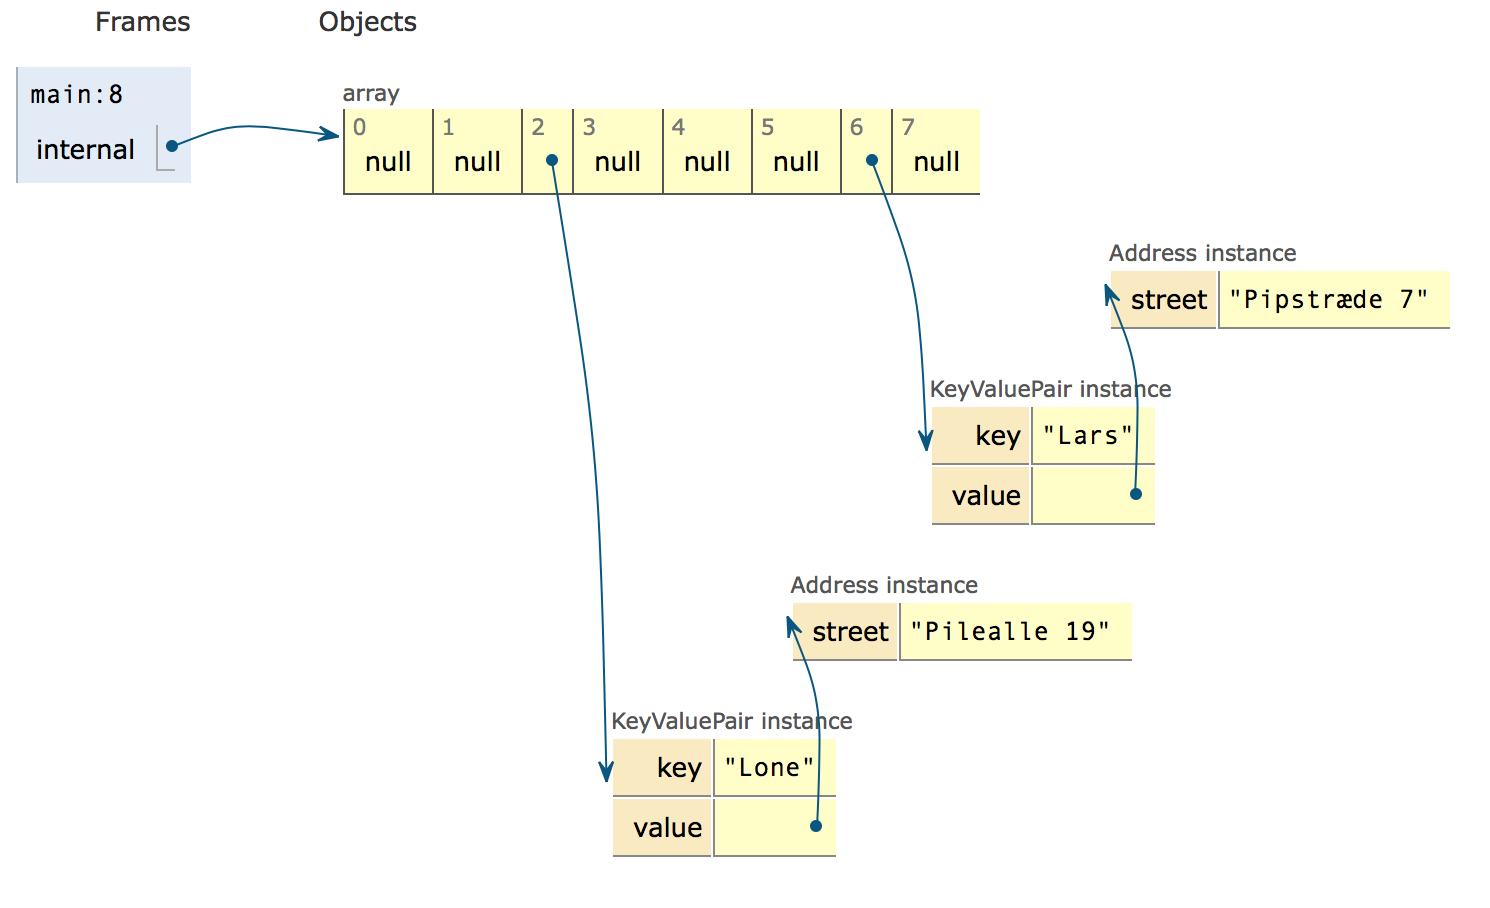 Frames Objects
main:8
internal
array
0 1 2 3 4 5 6 7
null null null null null null
Address instance
street "Pipstræde 7"
KeyValuePair instance
key "Lars"
value
Address instance
street "Pilealle 19"
KeyValuePair instance
key "Lone"
value